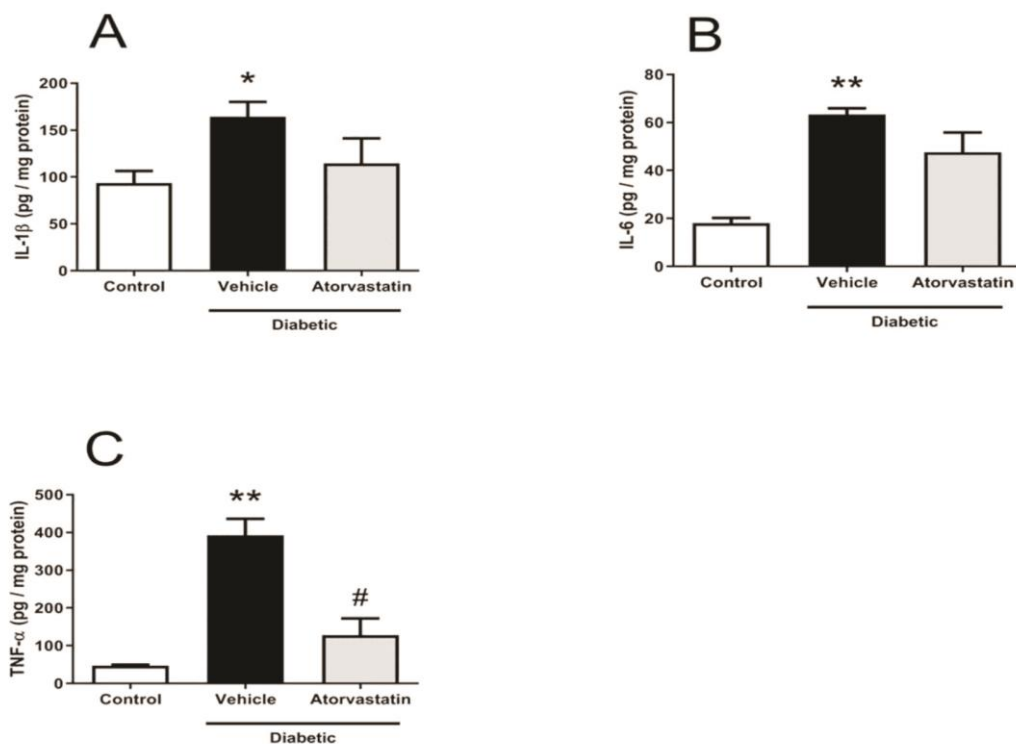 A
IL-1β (pg / mg protein)
200
150
100
50
0
*
Control
Vehicle
Atorvastatin
Diabetic
B
IL-6 (pg / mg protein)
80
60
40
20
0
**
Control
Vehicle
Atorvastatin
Diabetic
C
TNF-α (pg / mg protein)
500
400
300
200
100
0
**
#
Control
Vehicle
Atorvastatin
Diabetic